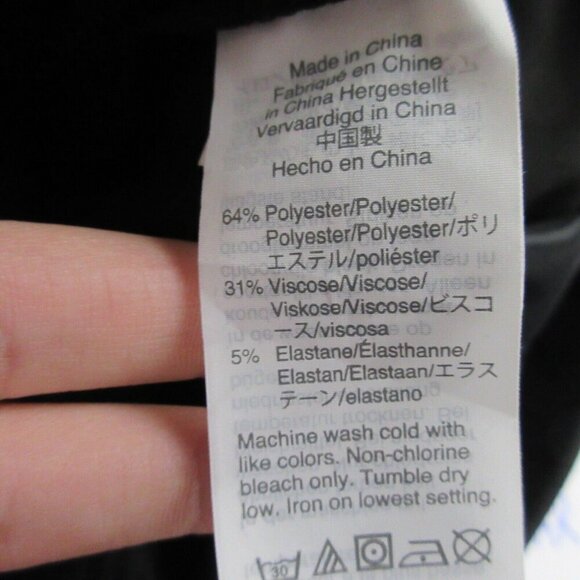 Made in China
Fabriqué en Chine
in China Hergestellt
Vervaardigd in China
中国製
Hecho en China
64% Polyester/Polyester/
Polyester/Polyester/ポリ
エステル/poliéster
31% Viscose/Viscose/
Viskose/Viscose/ビスコ
ース/viscosa
5% Elastane/Élasthanne/
Elastan/Elastaan/エラス
テーン/elastano
Machine wash cold with
like colors. Non-chlorine
bleach only. Tumble dry
low. Iron on lowest setting.
30